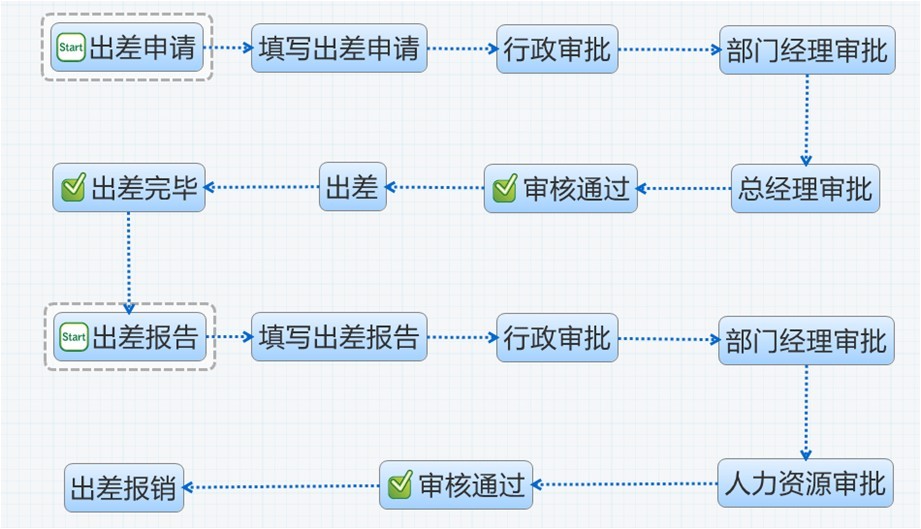 Start 出差申请
填写出差申请
行政审批
部门经理审批
总经理审批
审核通过
出差
出差完毕
Start 出差报告
填写出差报告
行政审批
部门经理审批
人力资源审批
审核通过
出差报销